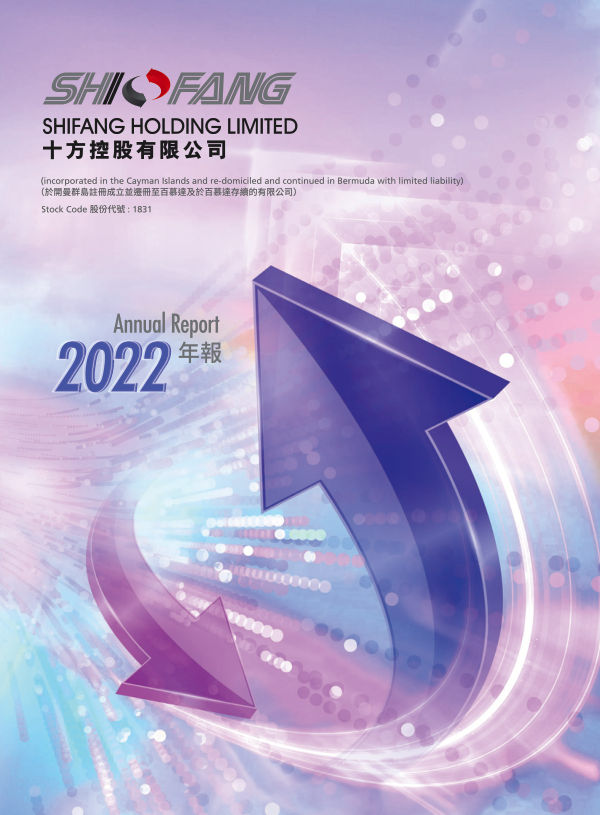 SHIFANG
SHIFANG HOLDING LIMITED
十方控股有限公司
(incorporated in the Cayman Islands and re-domiciled and continued in Bermuda with limited liability)
（於開曼群島註冊成立並遷冊至百慕達及於百慕達存續的有限公司）
Stock Code 股份代號 : 1831
Annual Report
2022 年報